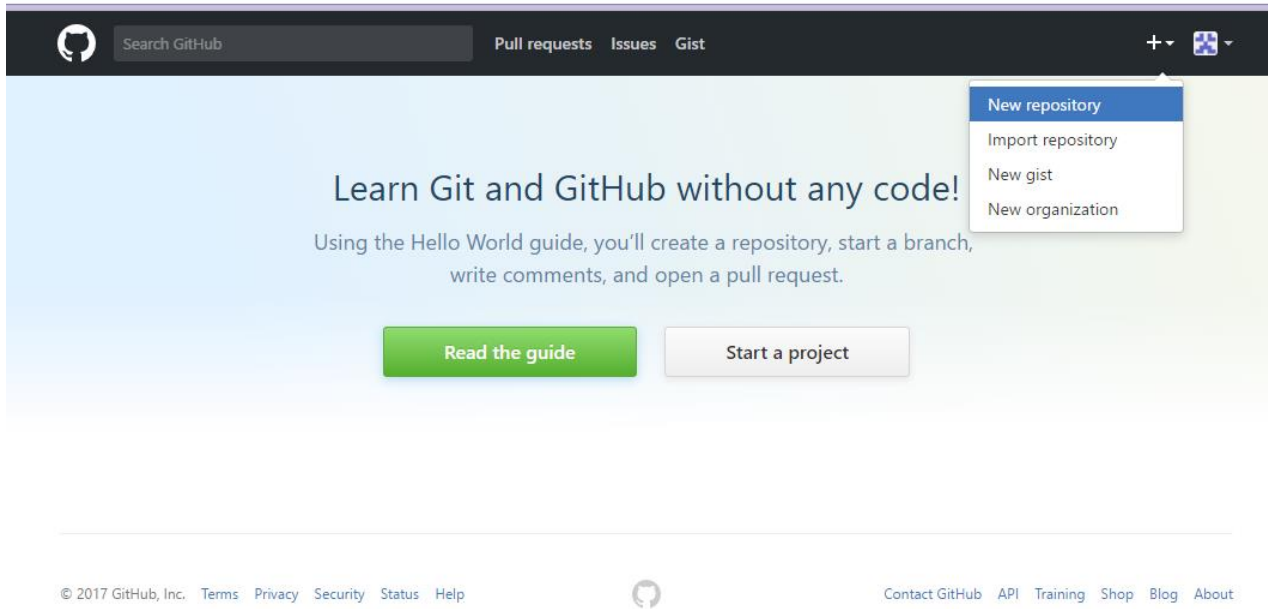 Search GitHub Pull requests Issues Gist
New repository
Import repository
New gist
New organization
Learn Git and GitHub without any code!
Using the Hello World guide, you’ll create a repository, start a branch,
write comments, and open a pull request.
Read the guide Start a project
© 2017 GitHub, Inc. Terms Privacy Security Status Help Contact GitHub API Training Shop Blog About